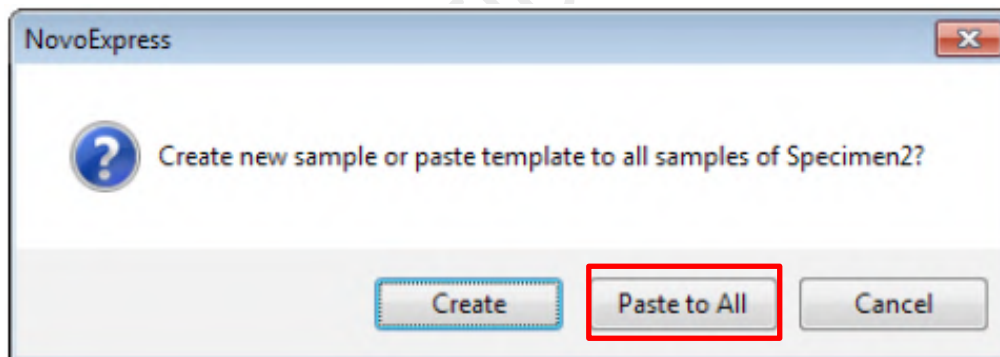 NovoExpress
Create new sample or paste template to all samples of Specimen2?
Create Paste to All Cancel